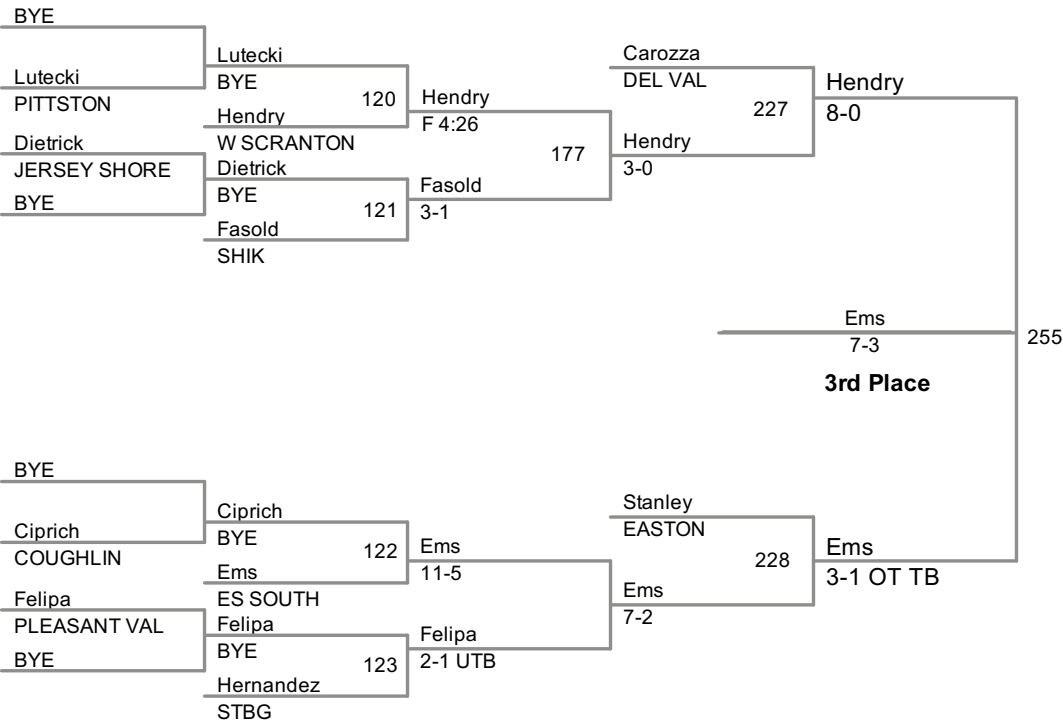 BYE
Lutecki
PITTSTON
Dietrick
JERSEY SHORE
BYE
Lutecki
BYE
120
Hendry
W SCRANTON
Dietrick
BYE
121
Fasold
SHIK
Hendry
F 4:26
177
Fasold
3-1
Carozza
DEL VAL
227
Hendry
3-0
Hendry
8-0
Ems
7-3
255
3rd Place
BYE
Ciprich
COUGHLIN
Felipa
PLEASANT VAL
BYE
Ciprich
BYE
122
Ems
ES SOUTH
Felipa
BYE
123
Hernandez
STBG
Ems
11-5
Felipa
2-1 UTB
Stanley
EASTON
228
Ems
7-2
Ems
3-1 OT TB